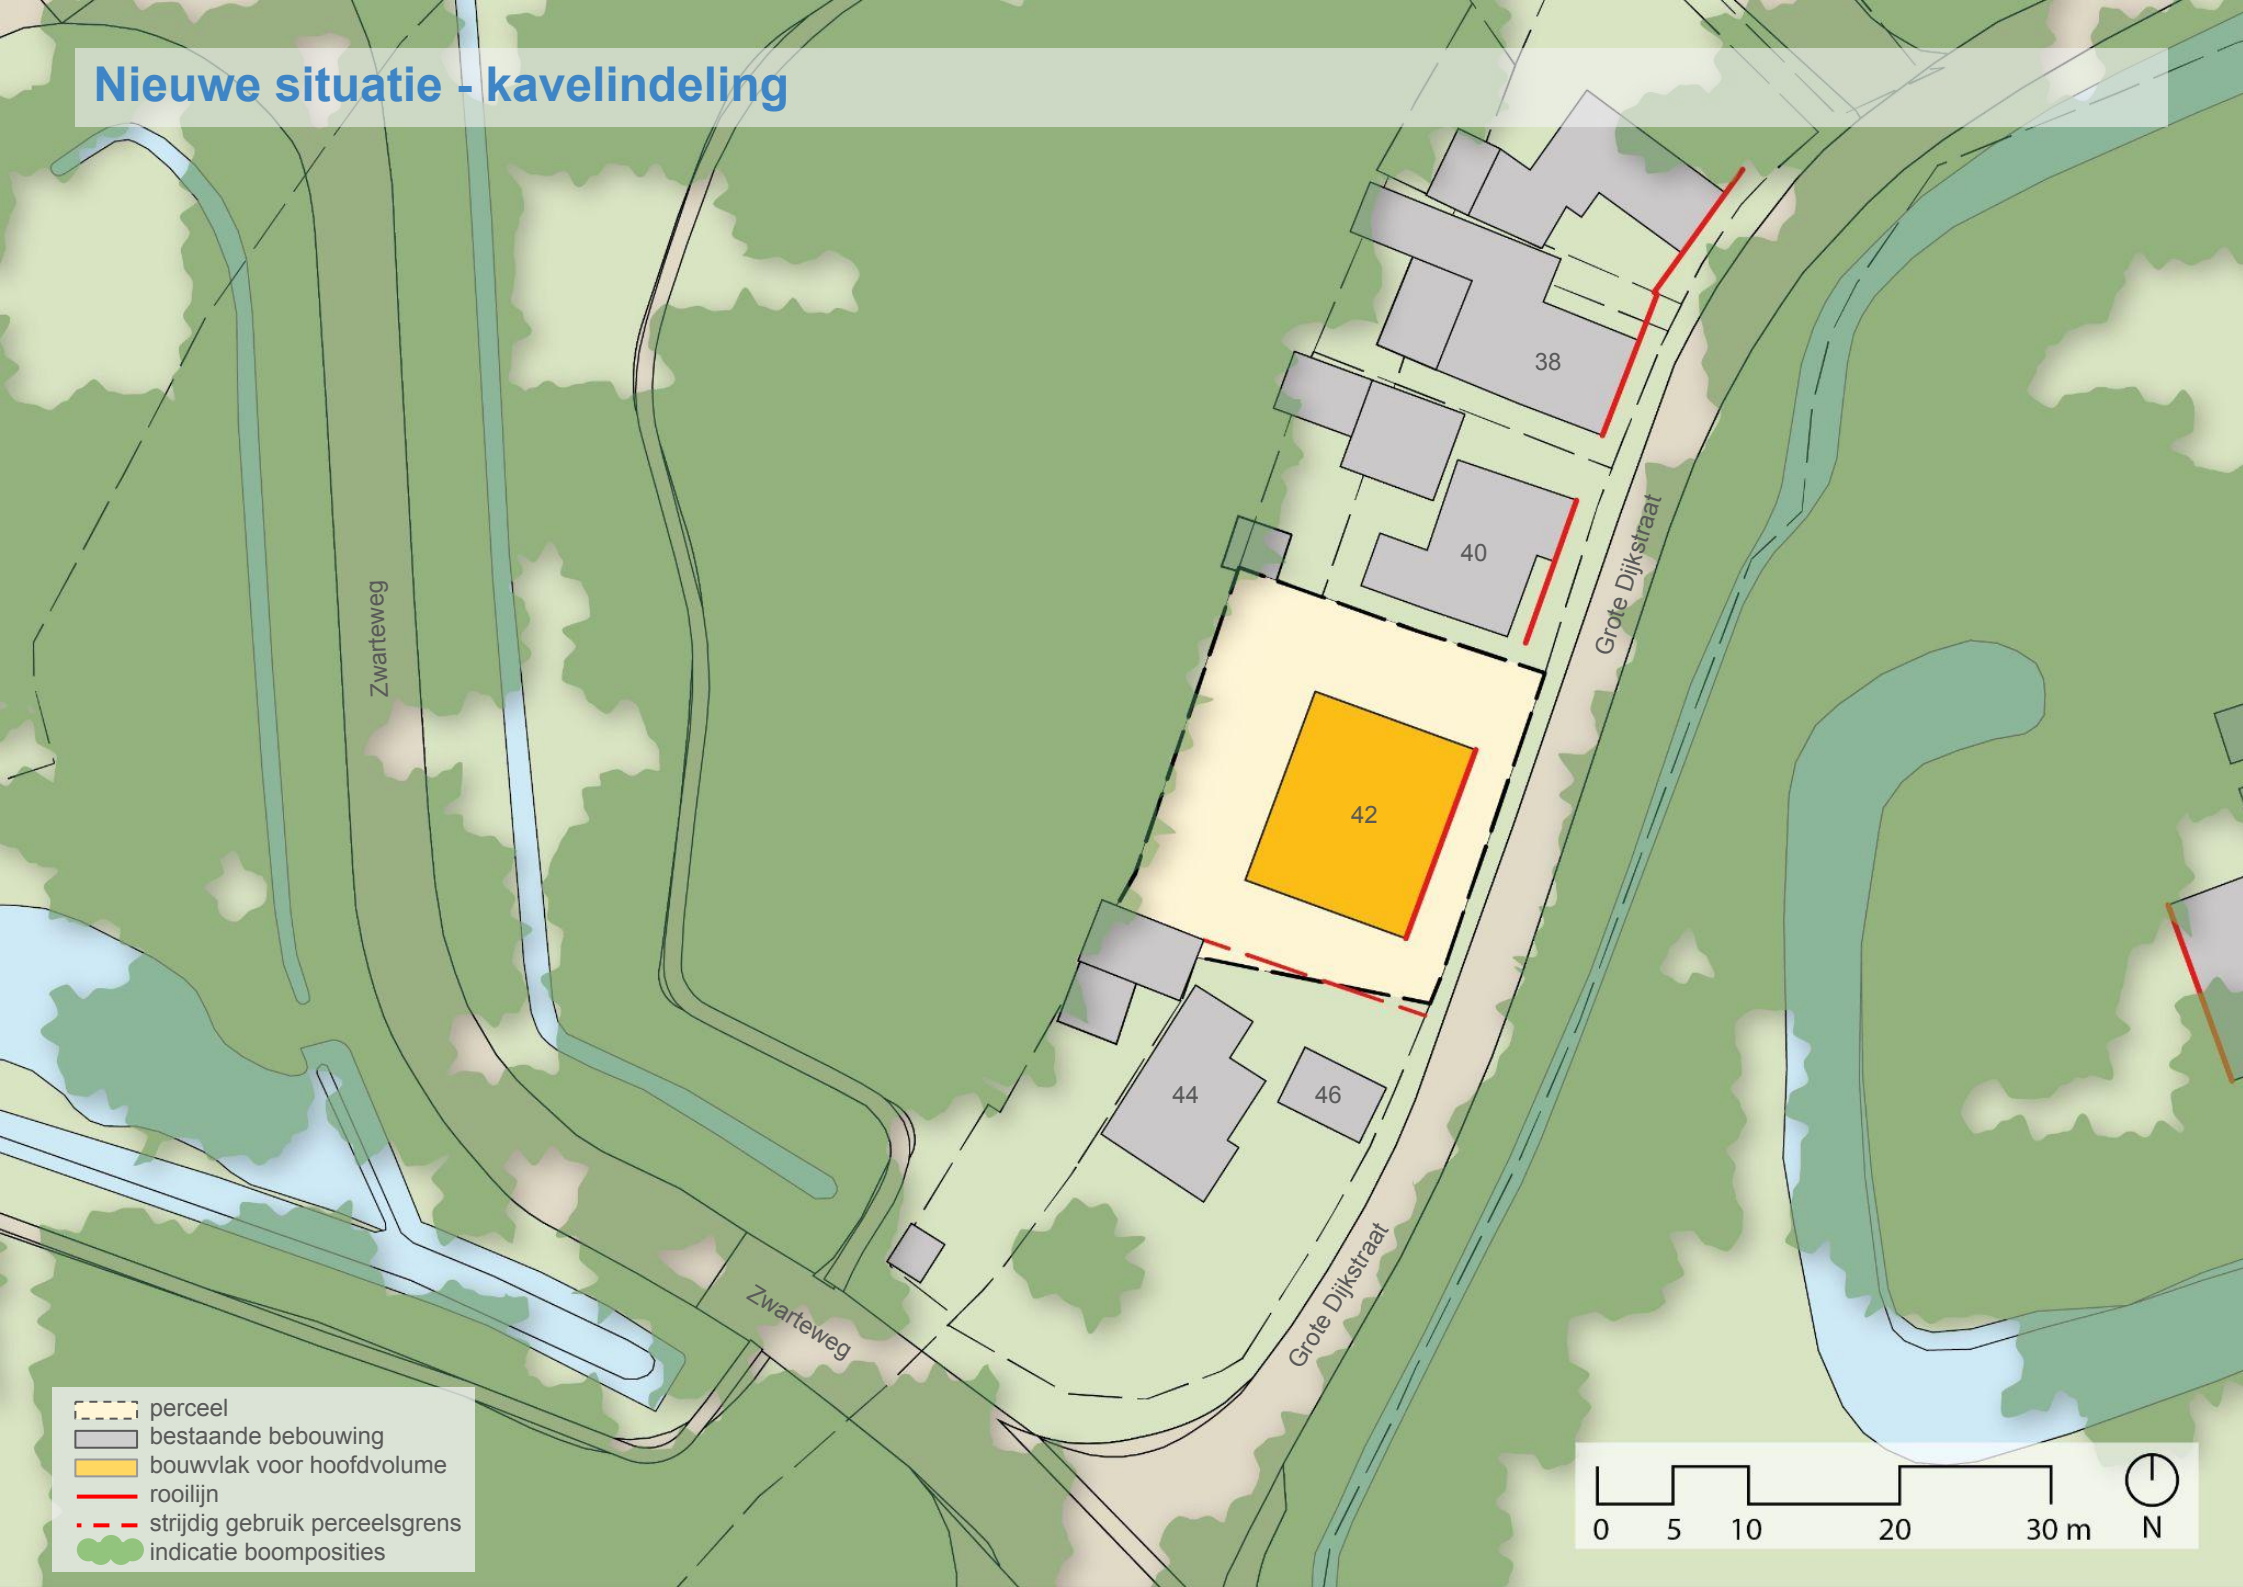 Nieuwe situatie - kavelindeling
38
40
Grote Dijkstraat
Zwarteweg
42
44
46
Grote Dijkstraat
Zwarteweg
perceel
bestaande bebouwing
bouwvlak voor hoofdvolume
rooilijn
strijdig gebruik perceelsgrens
indicatie boomposities
0 5 10 20 30 m N